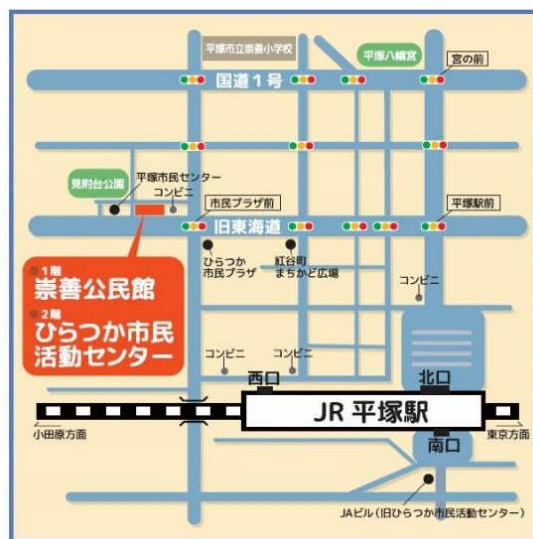 平塚市立崇善小学校
平塚八幡宮
宮の前
国道1号
見附台公園
平塚市民センター
コンビニ
市民プラザ前
平塚駅前
旧東海道
ひらつか
市民プラザ
紅谷町
まちかど広場
1階
崇善公民館
2階
ひらつか市民
活動センター
コンビニ
コンビニ
コンビニ
西口
北口
JR 平塚駅
小田原方面
東京方面
南口
JAビル(旧ひらつか市民活動センター)